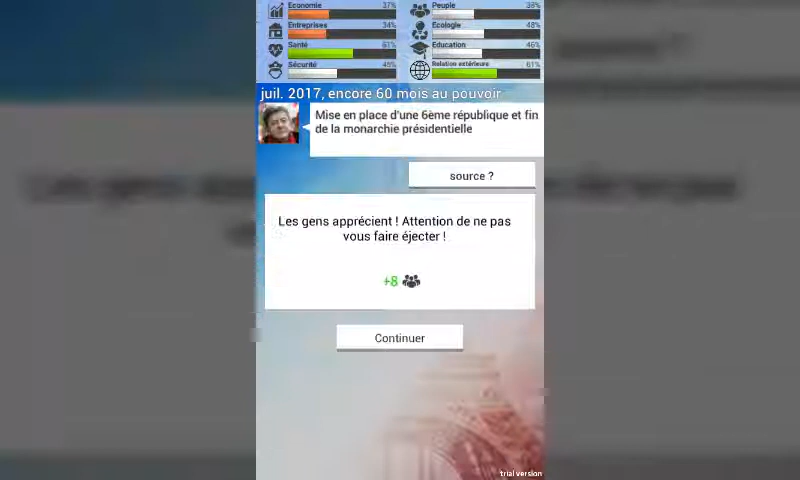 Economie 37%
Peuple 38%
Entreprises 34%
Ecologie 48%
Santé 61%
Education 46%
Sécurité 45%
Relation extérieure 61%
juil. 2017, encore 60 mois au pouvoir
Mise en place d'une 6ème république et fin
de la monarchie présidentielle
source ?
Les gens apprécient ! Attention de ne pas
vous faire éjecter !
+8
Continuer
trial version